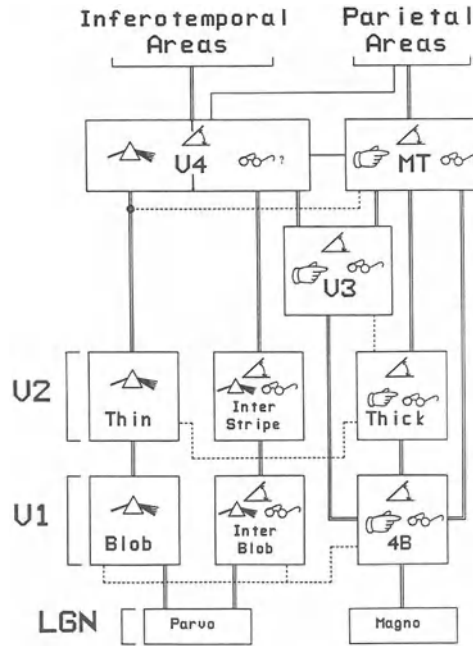 Inferotemporal
Areas
Parietal
Areas
V4
?
MT
V3
V2
Thin
Inter
Stripe
Thick
V1
Blob
Inter
Blob
4B
LGN
Parvo
Magno